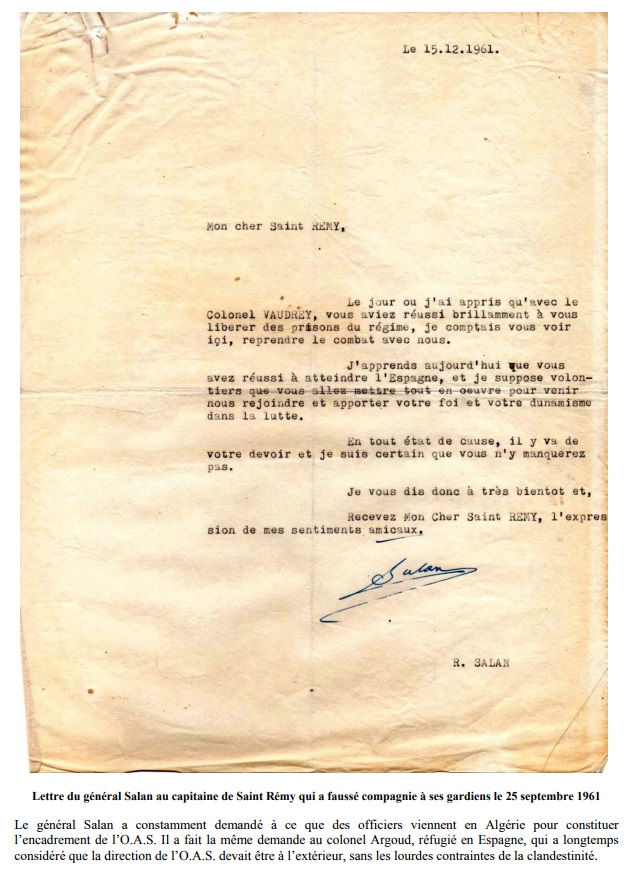 Le 15.12.1961.
Mon cher Saint REMY,
Le jour ou j'ai appris qu'avec le
Colonel VAUDREY, vous aviez réussi brillamment à vous
liberer des prisons du régime, je comptais vous voir
içi, reprendre le combat avec nous.
J'apprends aujourd'hui que vous
avez réussi à atteindre l'Espagne, et je suppose volon-
tiers que vous allez mettre tout en oeuvre pour venir
nous rejoindre et apporter votre foi et votre dunamisme
dans la lutte.
En tout état de cause, il y va de
votre devoir et je suis certain que vous n'y manquerez
pas.
Je vous dis donc à très bientot et,
Recevez Mon Cher Saint REMY, l'expres
sion de mes sentiments amicaux.
Salan
R. SALAN
Lettre du général Salan au capitaine de Saint Rémy qui a faussé compagnie à ses gardiens le 25 septembre 1961
Le général Salan a constamment demandé à ce que des officiers viennent en Algérie pour constituer
l'encadrement de l'O.A.S. Il a fait la même demande au colonel Argoud, réfugié en Espagne, qui a longtemps
considéré que la direction de l'O.A.S. devait être à l'extérieur, sans les lourdes contraintes de la clandestinité.